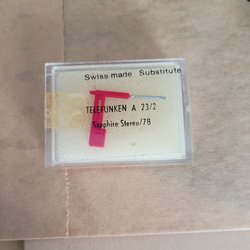 Swiss made Substitute
TELEFUNKEN A 23/2
Sapphire Stereo/78